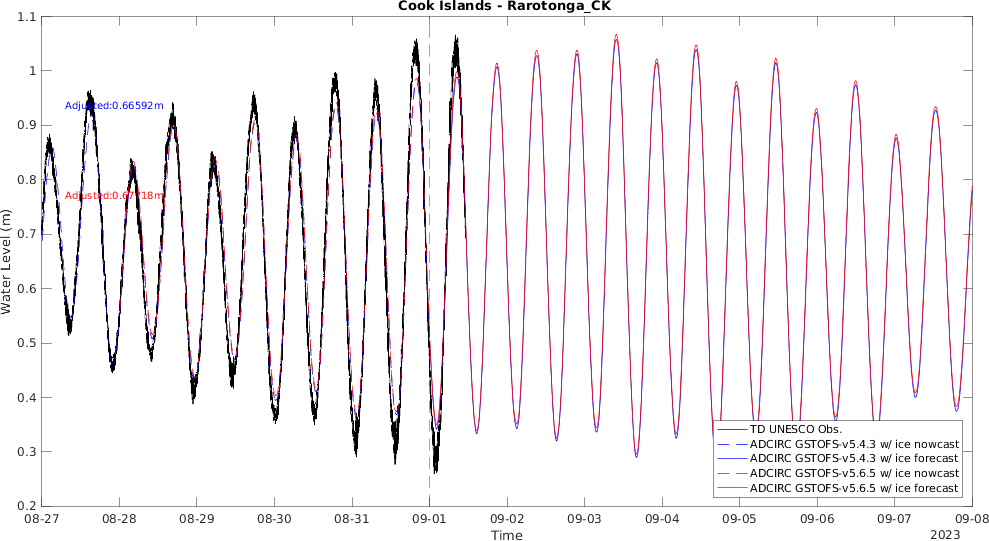 Cook Islands - Rarotonga_CK
1.1
1
0.9
0.8
0.7
0.6
0.5
0.4
0.3
0.2
Water Level (m)
Adjusted:0.66592m
Adjusted:0.67718m
TD UNESCO Obs.
ADCIRC GSTOFS-v5.4.3 w/ ice nowcast
ADCIRC GSTOFS-v5.4.3 w/ ice forecast
ADCIRC GSTOFS-v5.6.5 w/ ice nowcast
ADCIRC GSTOFS-v5.6.5 w/ ice forecast
08-27 08-28 08-29 08-30 08-31 09-01 09-02 09-03 09-04 09-05 09-06 09-07 09-08
Time
2023